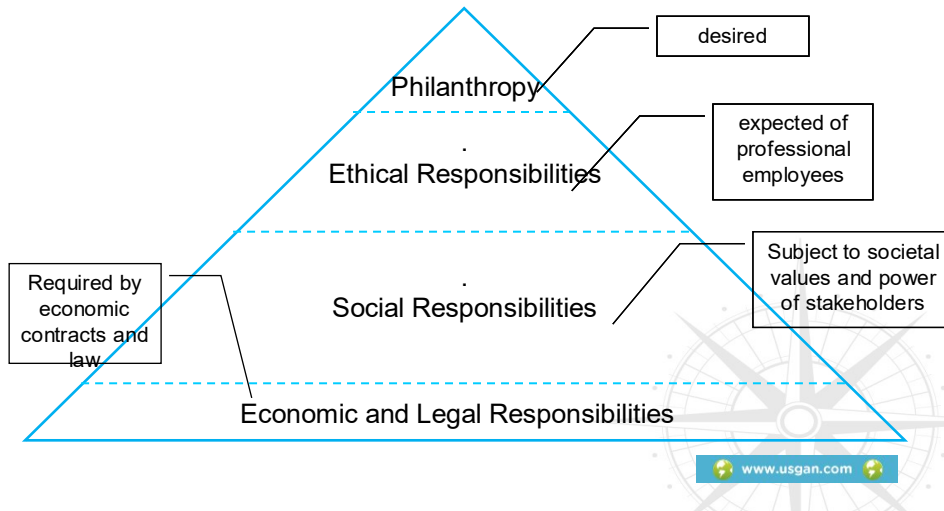 desired
Philanthropy
expected of
professional
employees
.
Ethical Responsibilities
Subject to societal
values and power
of stakeholders
Required by
economic
contracts and
law
.
Social Responsibilities
Economic and Legal Responsibilities
www.usgan.com